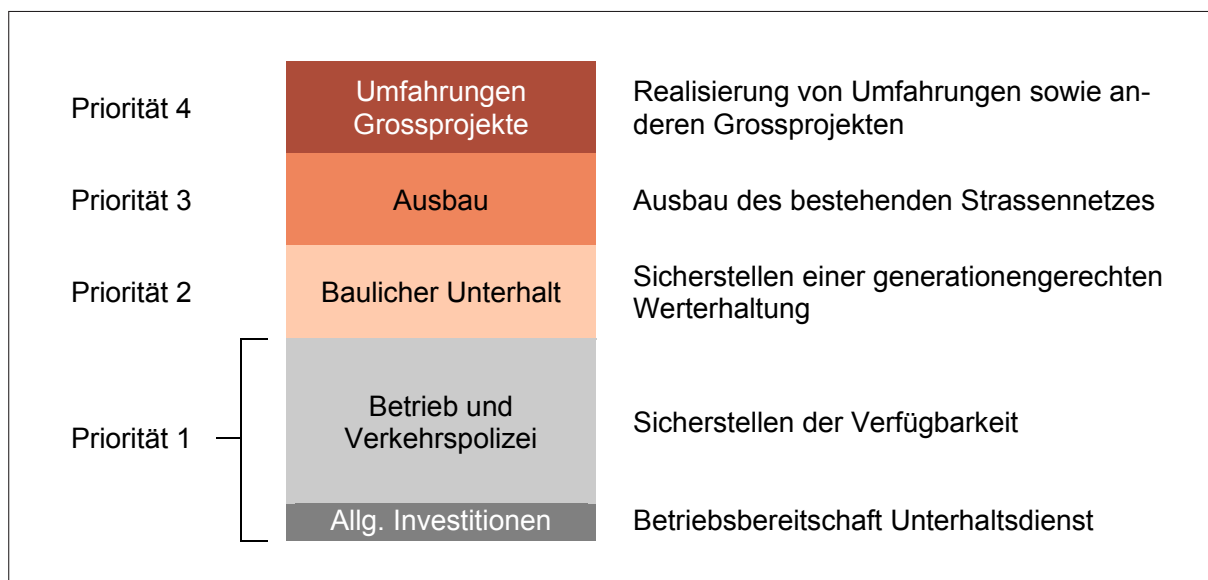 Priorität 4
Umfahrungen
Grossprojekte
Realisierung von Umfahrungen sowie an-
deren Grossprojekten
Priorität 3
Ausbau
Ausbau des bestehenden Strassennetzes
Priorität 2
Baulicher Unterhalt
Sicherstellen einer generationengerechten
Werterhaltung
Priorität 1
Betrieb und
Verkehrspolizei
Sicherstellen der Verfügbarkeit
Allg. Investitionen
Betriebsbereitschaft Unterhaltsdienst